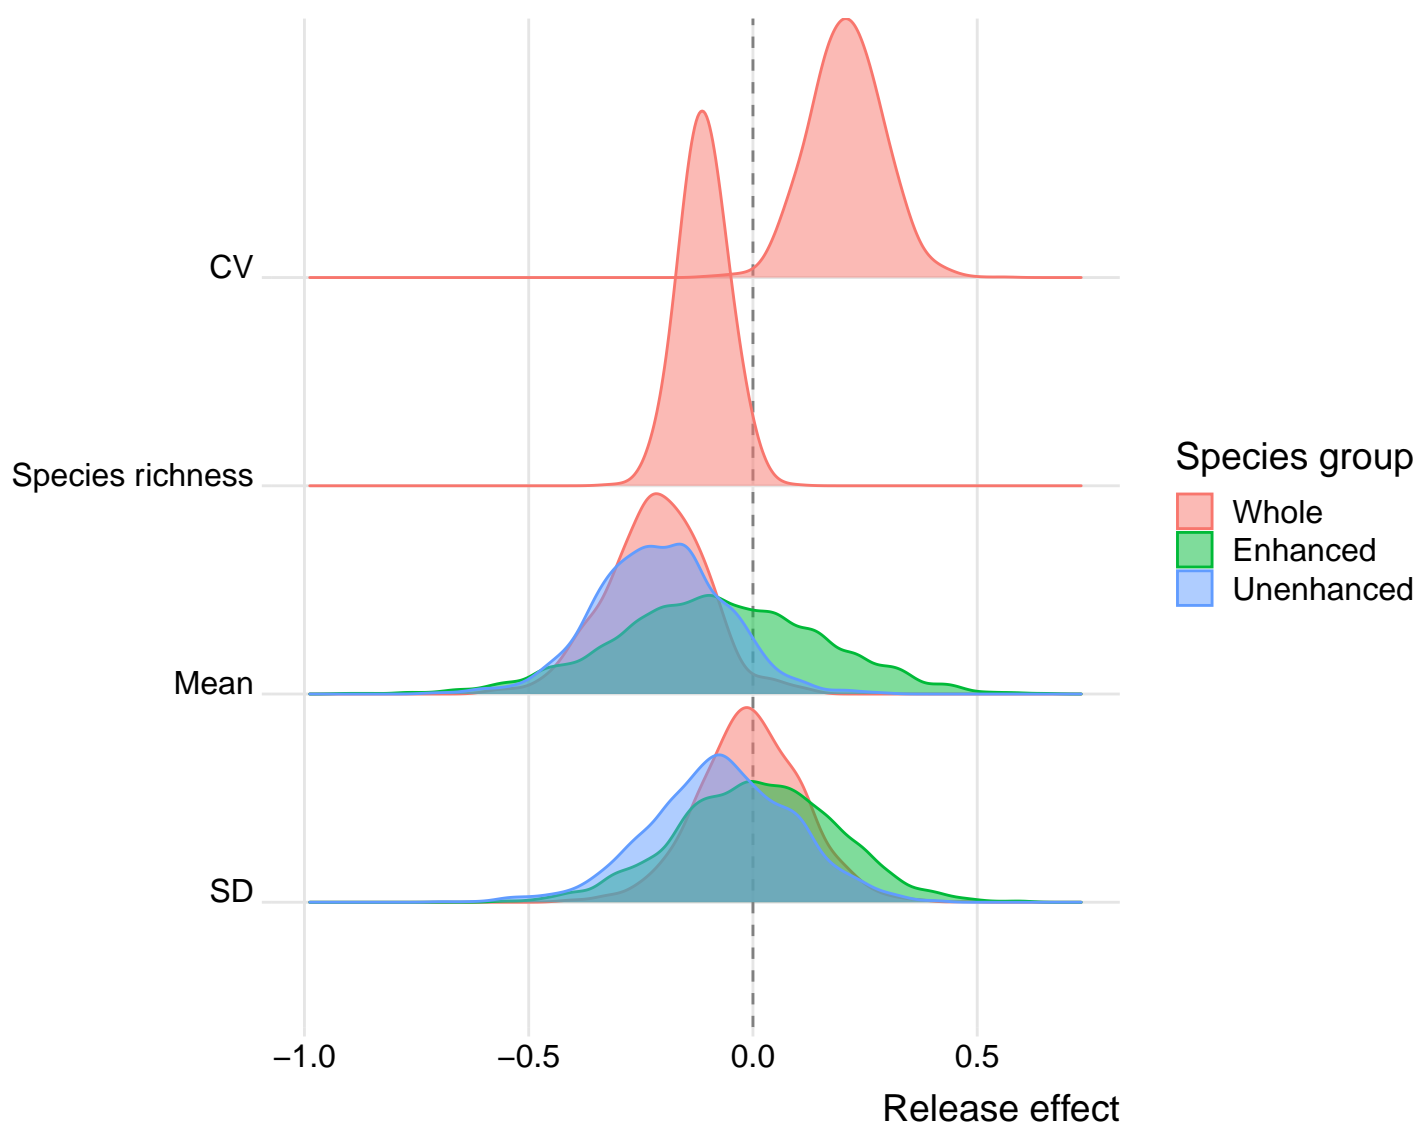 CV
Species richness
Mean
SD
−1.0
−0.5
0.0
0.5
Release effect
Species group
Whole
Enhanced
Unenhanced